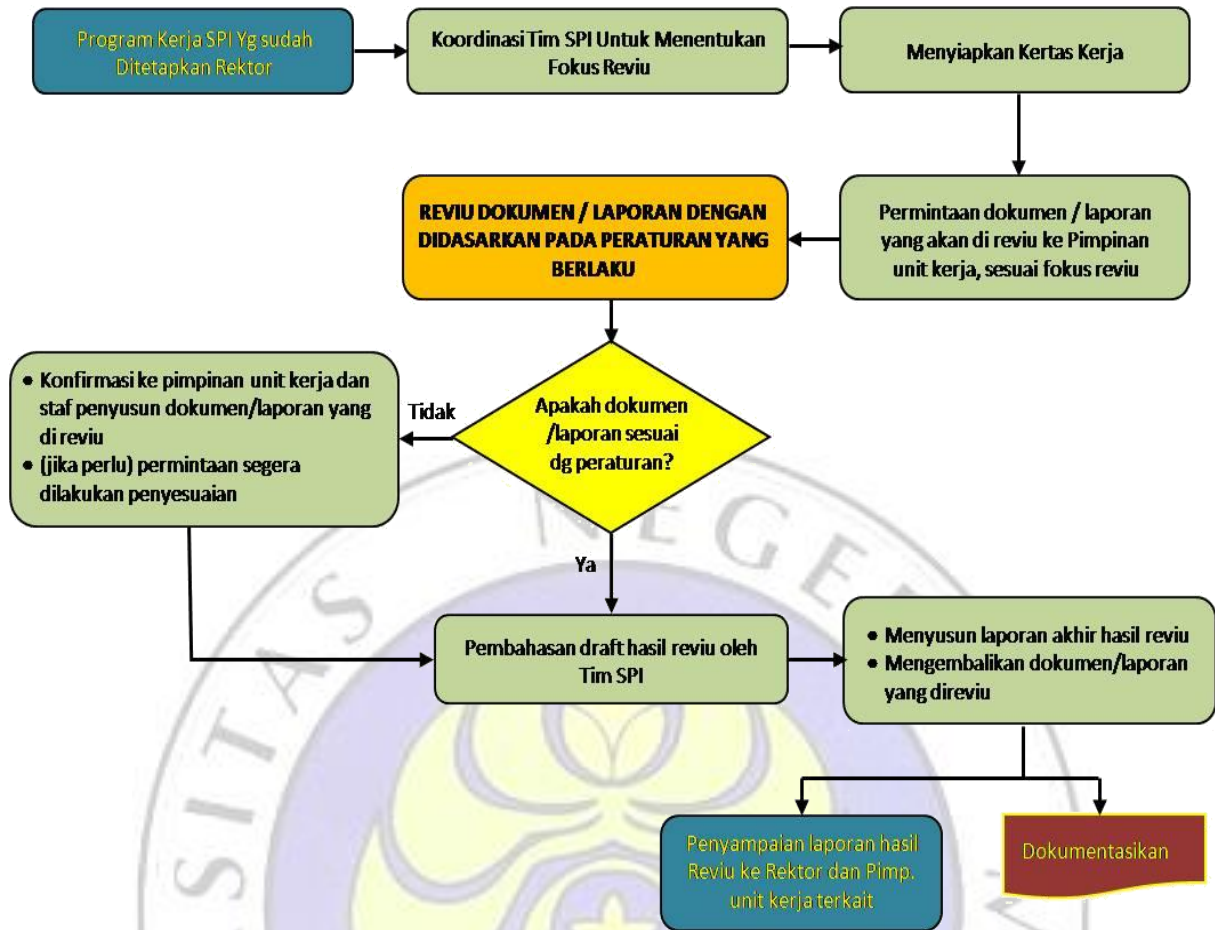 Program Kerja SPI Yg sudah
Ditetapkan Rektor
Koordinasi Tim SPI Untuk Menentukan
Fokus Reviu
Menyiapkan Kertas Kerja
Permintaan dokumen / laporan
yang akan di reviu ke Pimpinan
unit kerja, sesuai fokus reviu
REVIU DOKUMEN / LAPORAN DENGAN
DIDASARKAN PADA PERATURAN YANG
BERLAKU
Apakah dokumen
/laporan sesuai
dg peraturan?
Tidak
• Konfirmasi ke pimpinan unit kerja dan
staf penyusun dokumen/laporan yang
di reviu
• (jika perlu) permintaan segera
dilakukan penyesuaian
Ya
Pembahasan draft hasil reviu oleh
Tim SPI
• Menyusun laporan akhir hasil reviu
• Mengembalikan dokumen/laporan
yang direviu
Penyampaian laporan hasil
Reviu ke Rektor dan Pimp.
unit kerja terkait
Dokumentasikan
SITAS NEGE